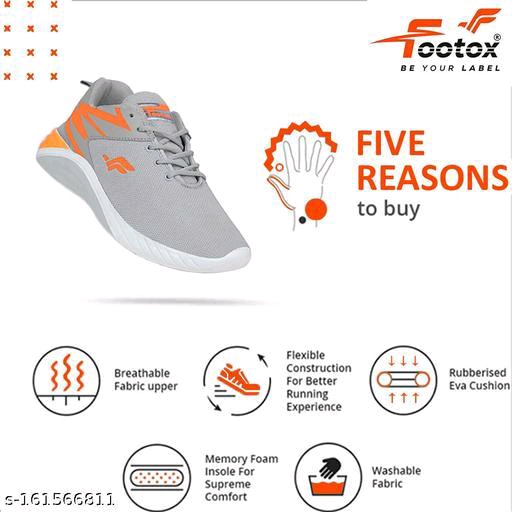 Footox®
BE YOUR LABEL
FIVE
REASONS
to buy
Breathable
Fabric upper
Flexible
Construction
For Better
Running
Experience
Rubberised
Eva Cushion
Memory Foam
Insole For
Supreme
Comfort
Washable
Fabric
s-161566811